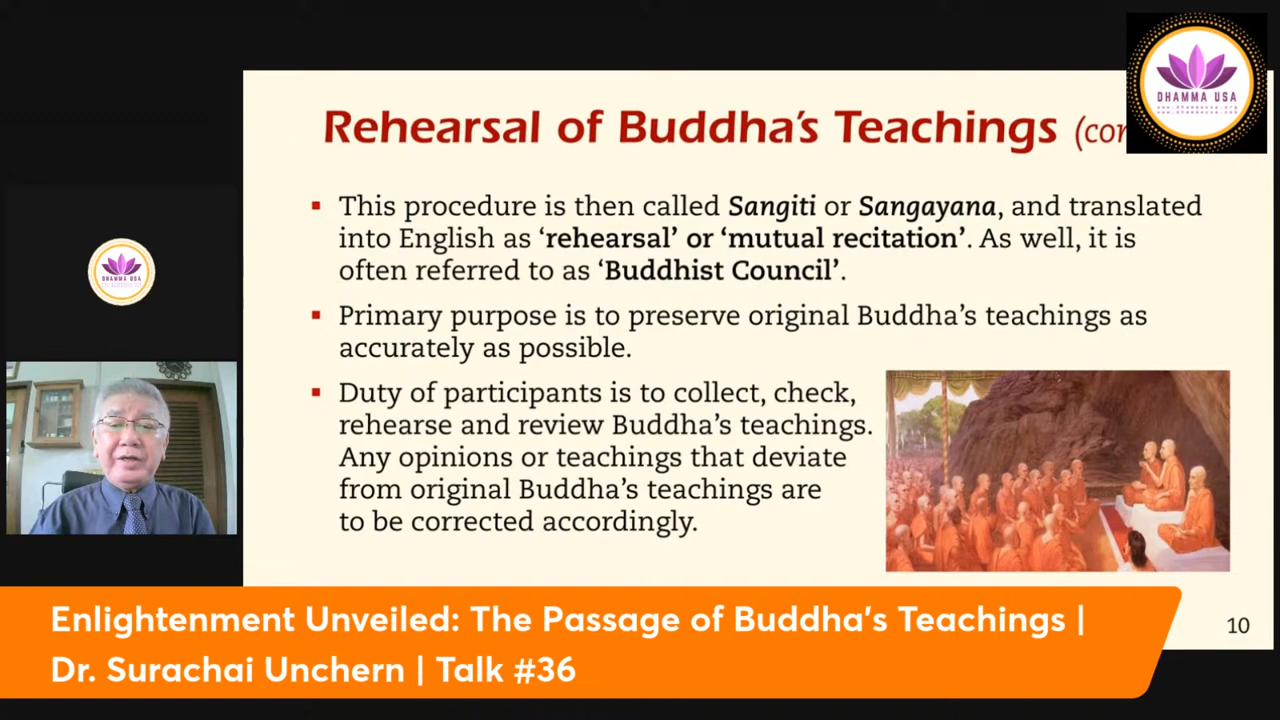 Rehearsal of Buddha's Teachings (con
DHAMMA USA
▪ This procedure is then called Sangiti or Sangayana, and translated
into English as ‘rehearsal’ or ‘mutual recitation’. As well, it is
often referred to as ‘Buddhist Council’.
▪ Primary purpose is to preserve original Buddha's teachings as
accurately as possible.
▪ Duty of participants is to collect, check,
rehearse and review Buddha's teachings.
Any opinions or teachings that deviate
from original Buddha's teachings are
to be corrected accordingly.
DHAMMA USA
10
Enlightenment Unveiled: The Passage of Buddha's Teachings |
Dr. Surachai Unchern | Talk #36